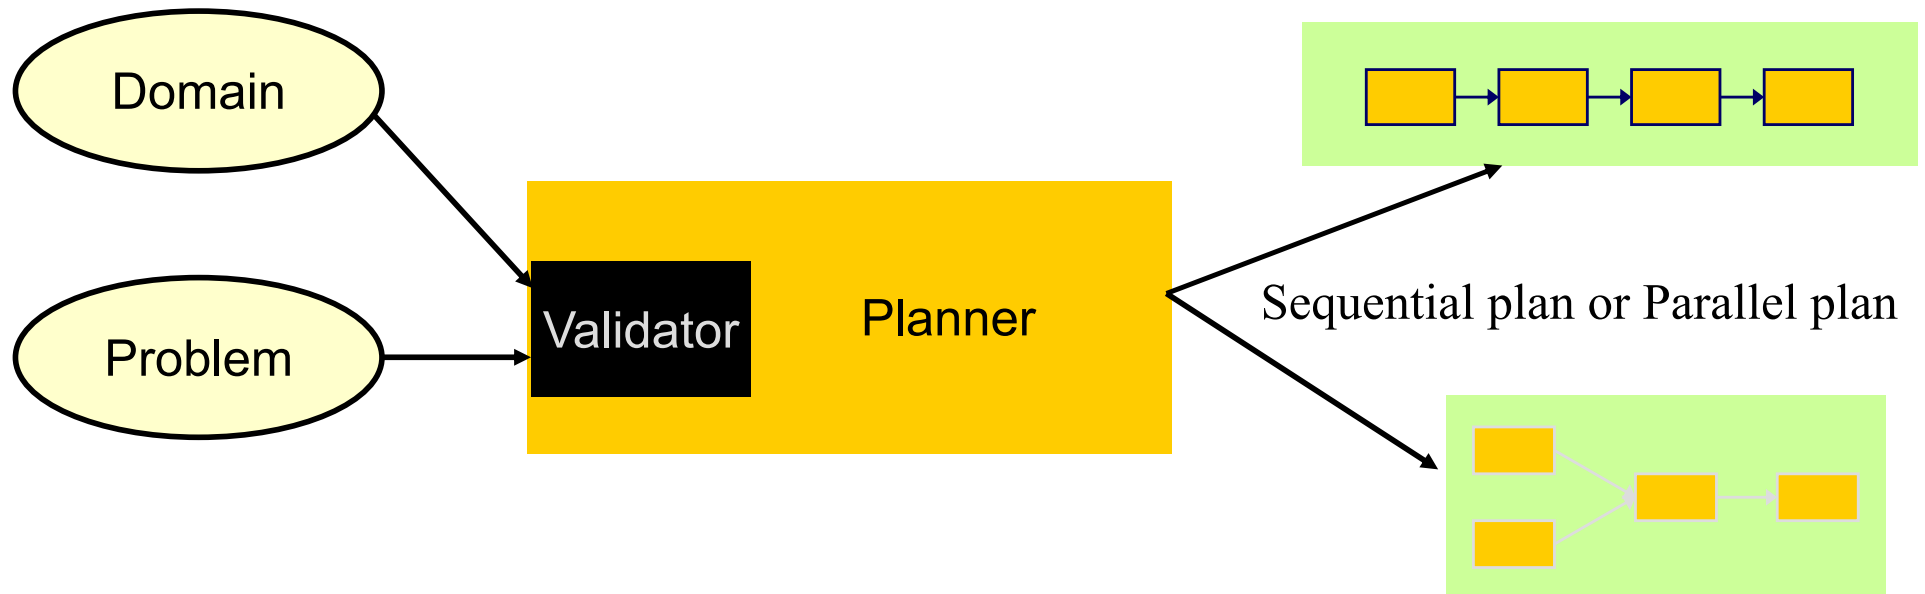 Domain
Problem
Validator
Planner
Sequential plan or Parallel plan